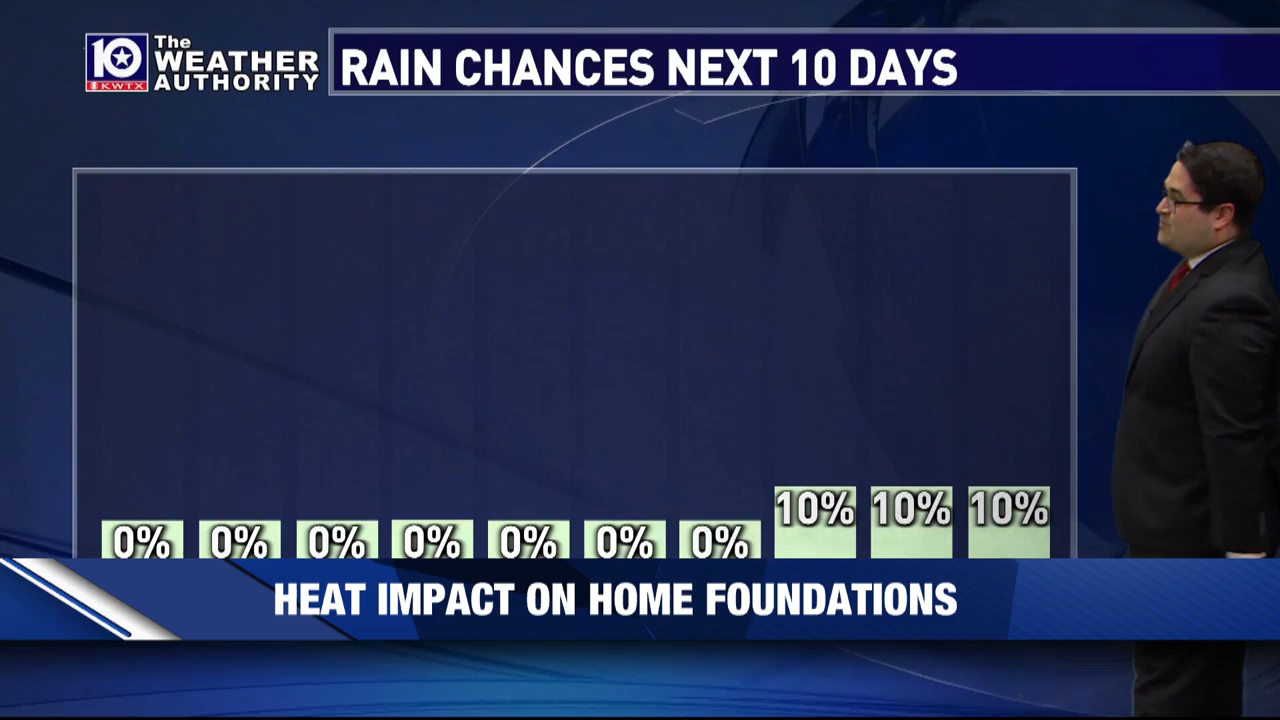 10
KWTX
The
WEATHER
AUTHORITY
RAIN CHANCES NEXT 10 DAYS
0% 0% 0% 0% 0% 0% 0% 10% 10% 10%
HEAT IMPACT ON HOME FOUNDATIONS